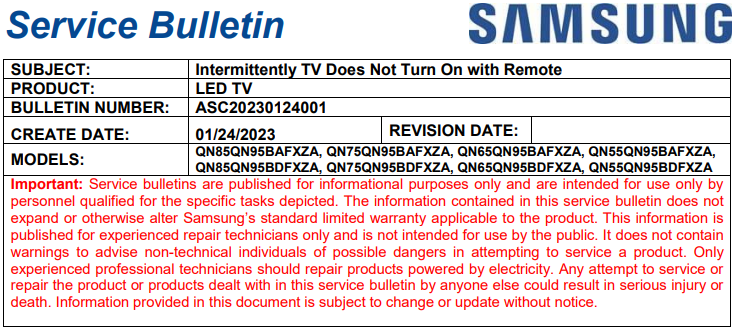 Service Bulletin
SAMSUNG
SUBJECT: Intermittently TV Does Not Turn On with Remote
PRODUCT: LED TV
BULLETIN NUMBER: ASC20230124001
CREATE DATE: 01/24/2023 REVISION DATE:
MODELS: QN85QN95BAFXZA, QN75QN95BAFXZA, QN65QN95BAFXZA, QN55QN95BAFXZA,
QN85QN95BDFXZA, QN75QN95BDFXZA, QN65QN95BDFXZA, QN55QN95BDFXZA
Important: Service bulletins are published for informational purposes only and are intended for use only by
personnel qualified for the specific tasks depicted. The information contained in this service bulletin does not
expand or otherwise alter Samsung's standard limited warranty applicable to the product. This information is
published for experienced repair technicians only and is not intended for use by the public. It does not contain
warnings to advise non-technical individuals of possible dangers in attempting to service a product. Only
experienced professional technicians should repair products powered by electricity. Any attempt to service or
repair the product or products dealt with in this service bulletin by anyone else could result in serious injury or
death. Information provided in this document is subject to change or update without notice.